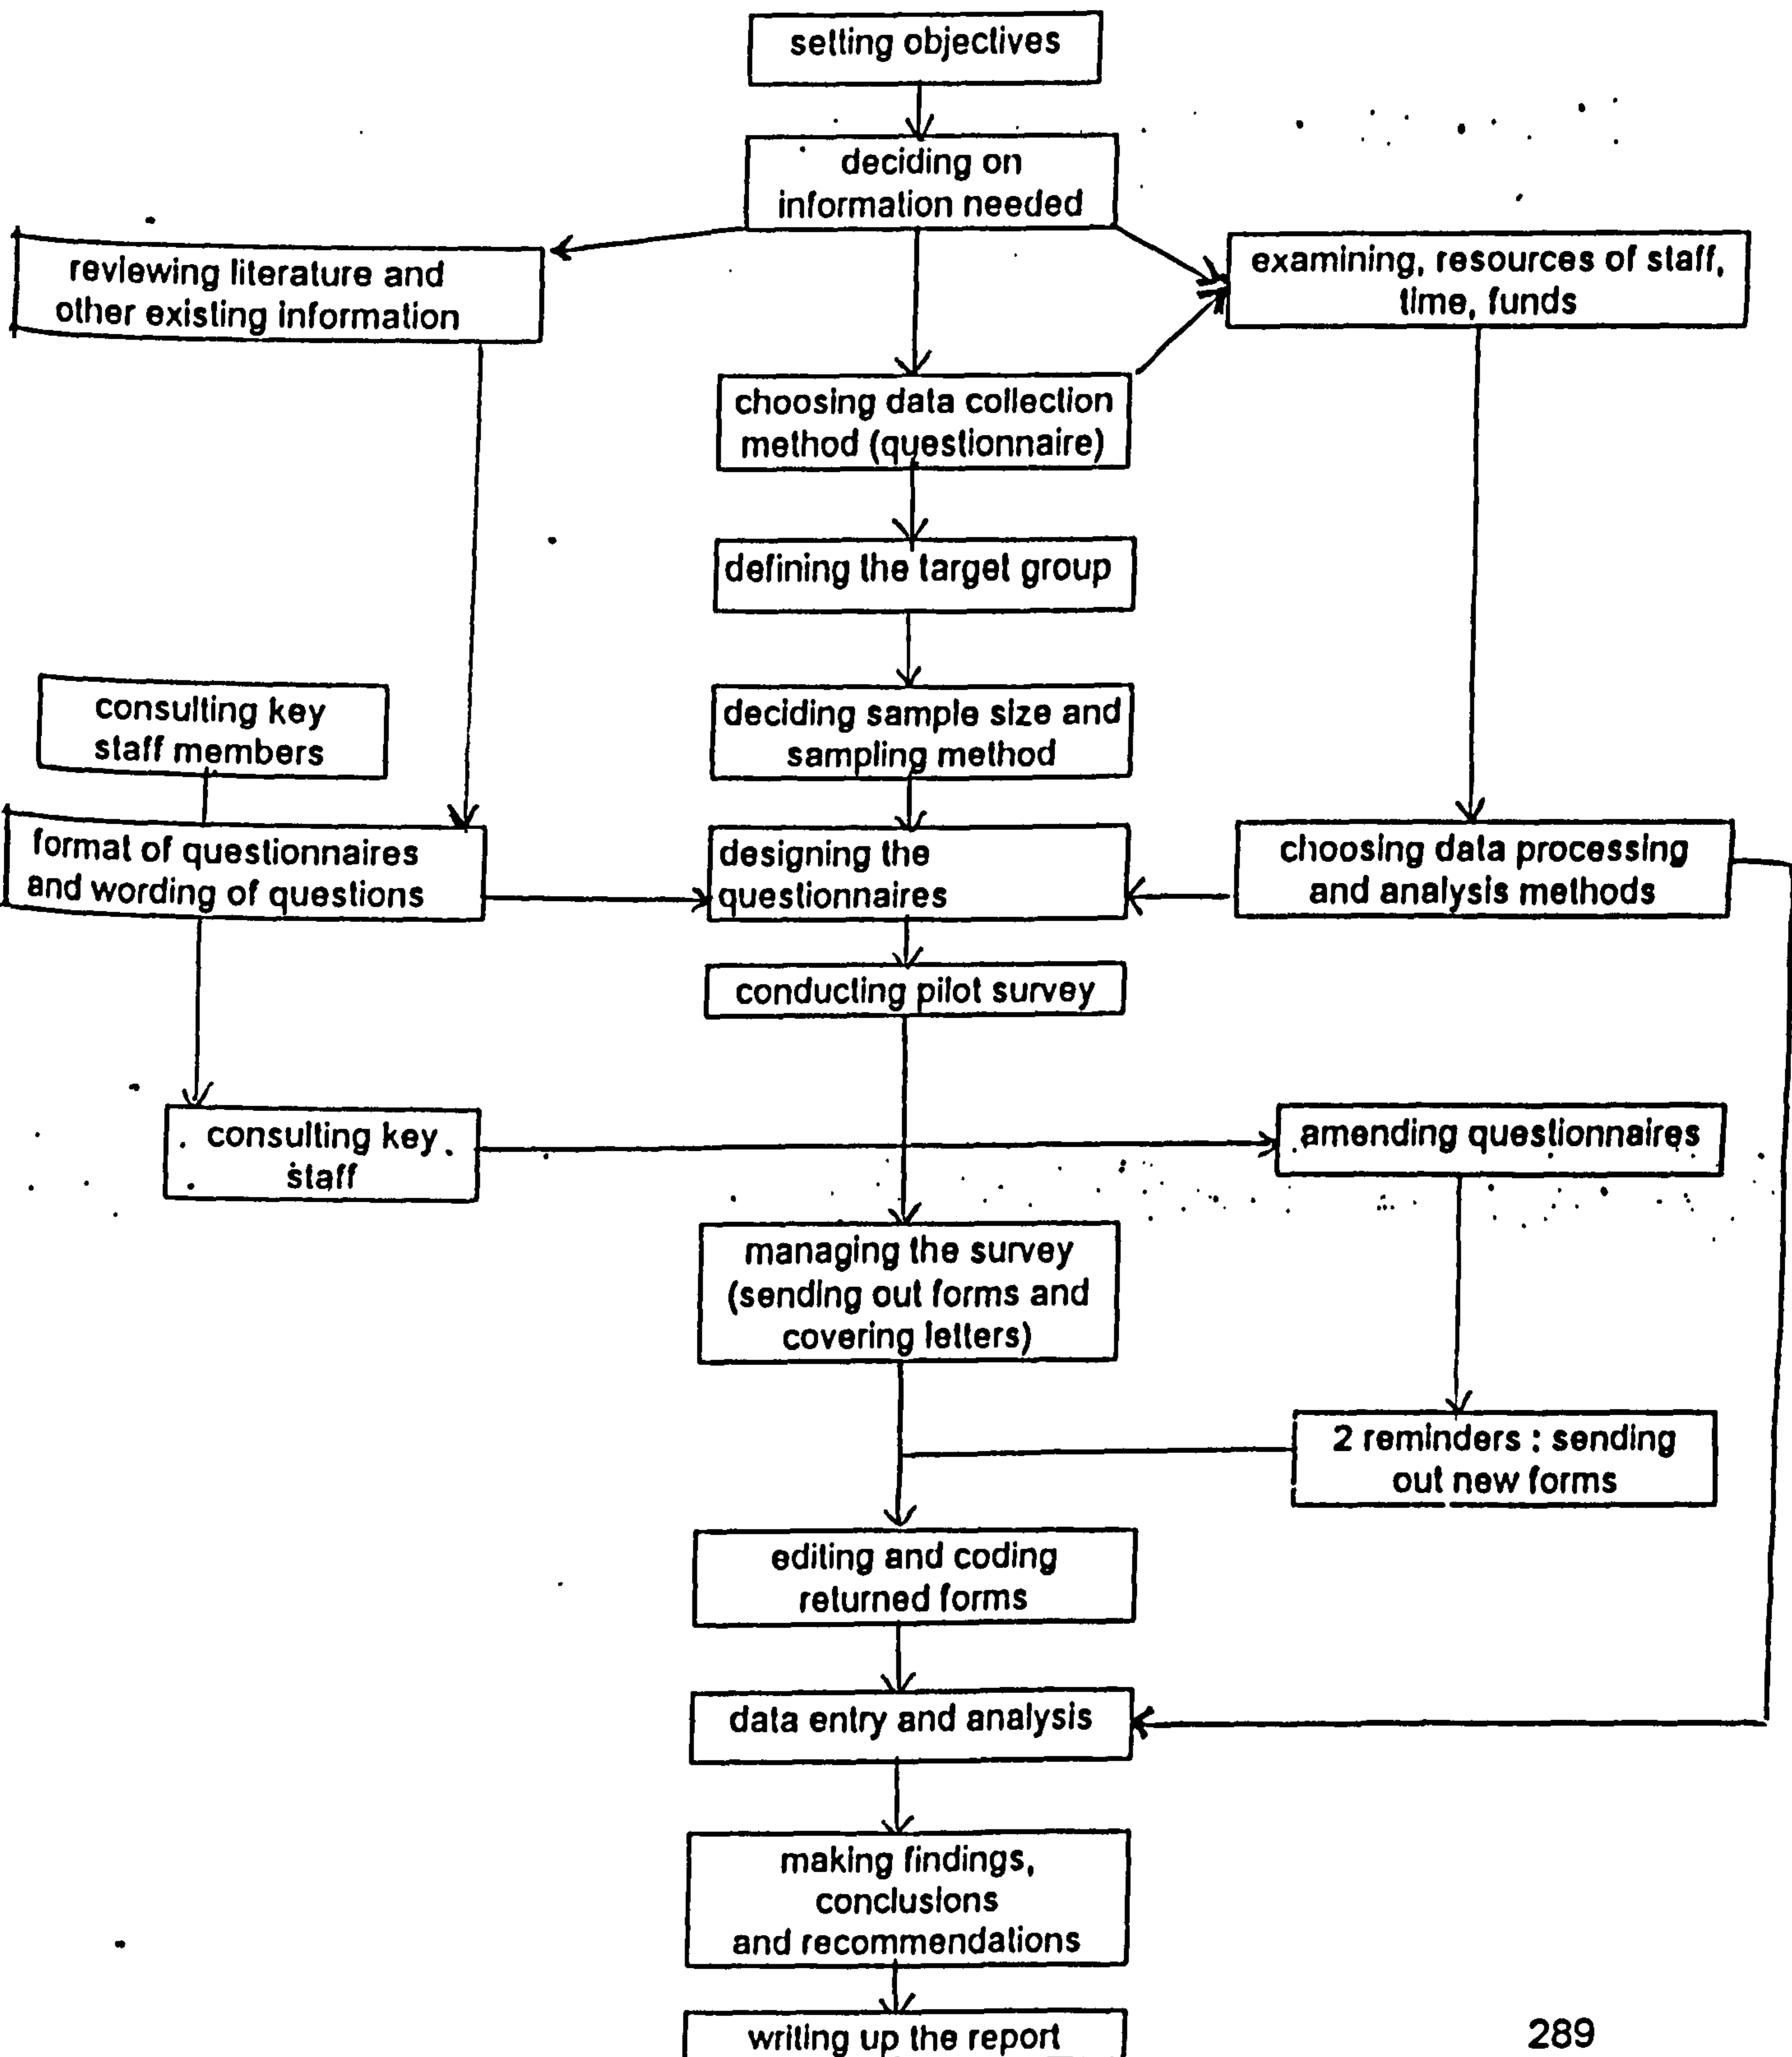 setting objectives
deciding on
information needed
reviewing literature and
other existing information
examining, resources of staff,
time, funds
choosing data collection
method (questionnaire)
defining the target group
consulting key
staff members
deciding sample size and
sampling method
format of questionnaires
and wording of questions
designing the
questionnaires
choosing data processing
and analysis methods
conducting pilot survey
consulting key
staff
amending questionnaires
managing the survey
(sending out forms and
covering letters)
2 reminders : sending
out new forms
editing and coding
returned forms
data entry and analysis
making findings,
conclusions
and recommendations
writing up the report
289